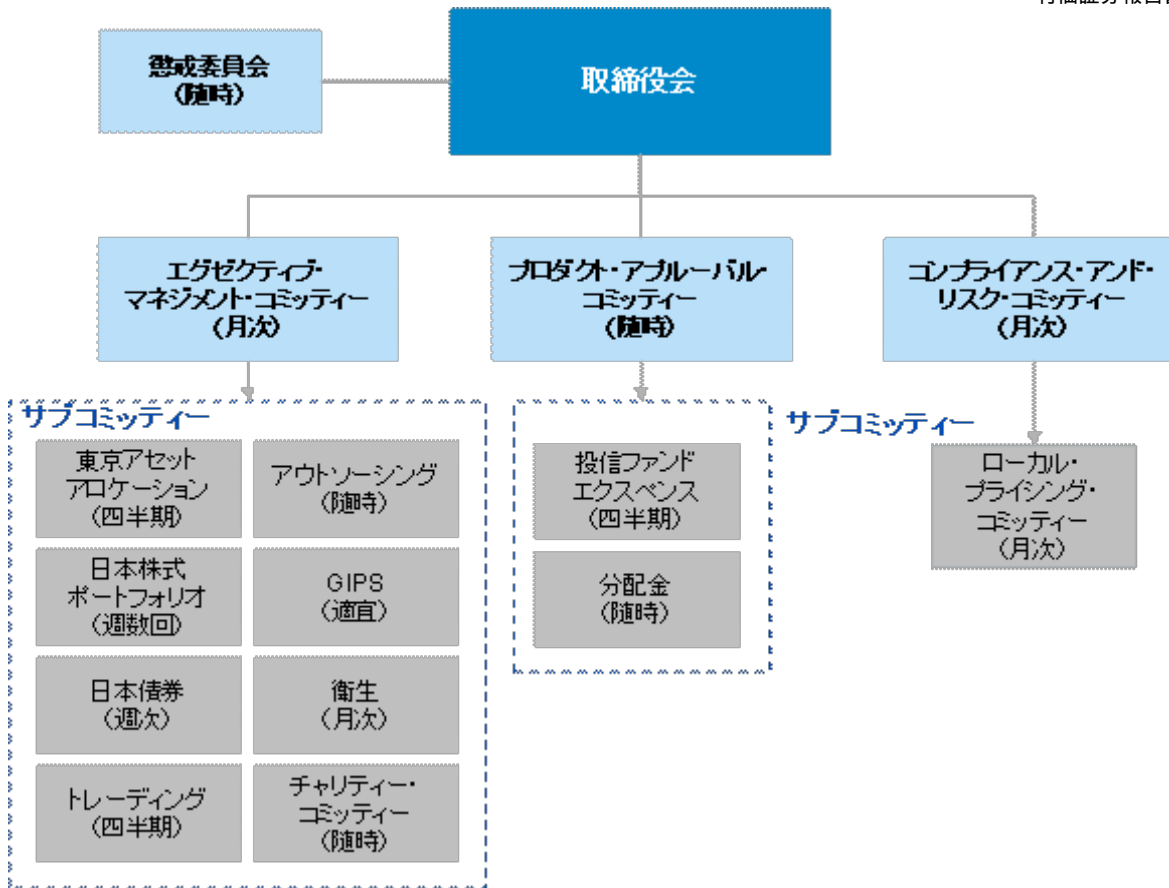 懲戒委員会
(随時)
取締役会
エグゼクティブ・
マネジメント・コミッティー
(月次)
プロダクト・アプルーバル・
コミッティー
(随時)
コンプライアンス・アンド・
リスク・コミッティー
(月次)
サブコミッティー
東京アセット
アロケーション
(四半期)
アウトソーシング
(随時)
日本株式
ポートフォリオ
(週数回)
GIPS
(適宜)
日本債券
(週次)
衛生
(月次)
トレーディング
(四半期)
チャリティー・
コミッティー
(随時)
投信ファンド
エクスペンス
(四半期)
分配金
(随時)
サブコミッティー
ローカル・
プライシング・
コミッティー
(月次)